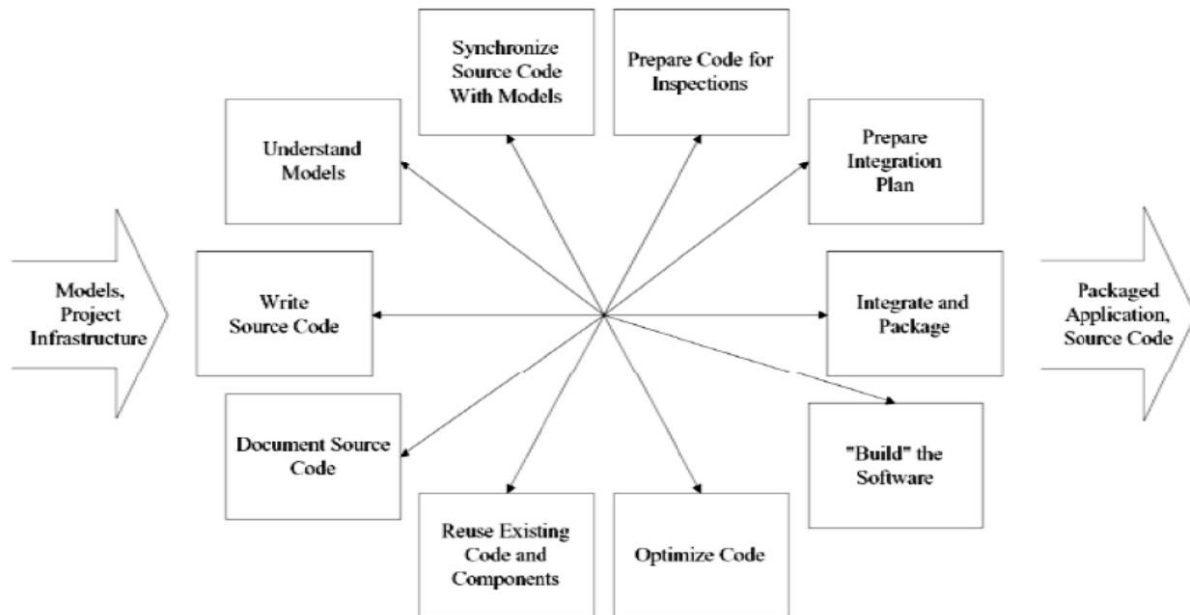 Synchronize
Source Code
With Models
Prepare Code for
Inspections
Understand
Models
Prepare
Integration
Plan
Models,
Project
Infrastructure
Write
Source Code
Integrate and
Package
Packaged
Application,
Source Code
Document Source
Code
"Build" the
Software
Reuse Existing
Code and
Components
Optimize Code